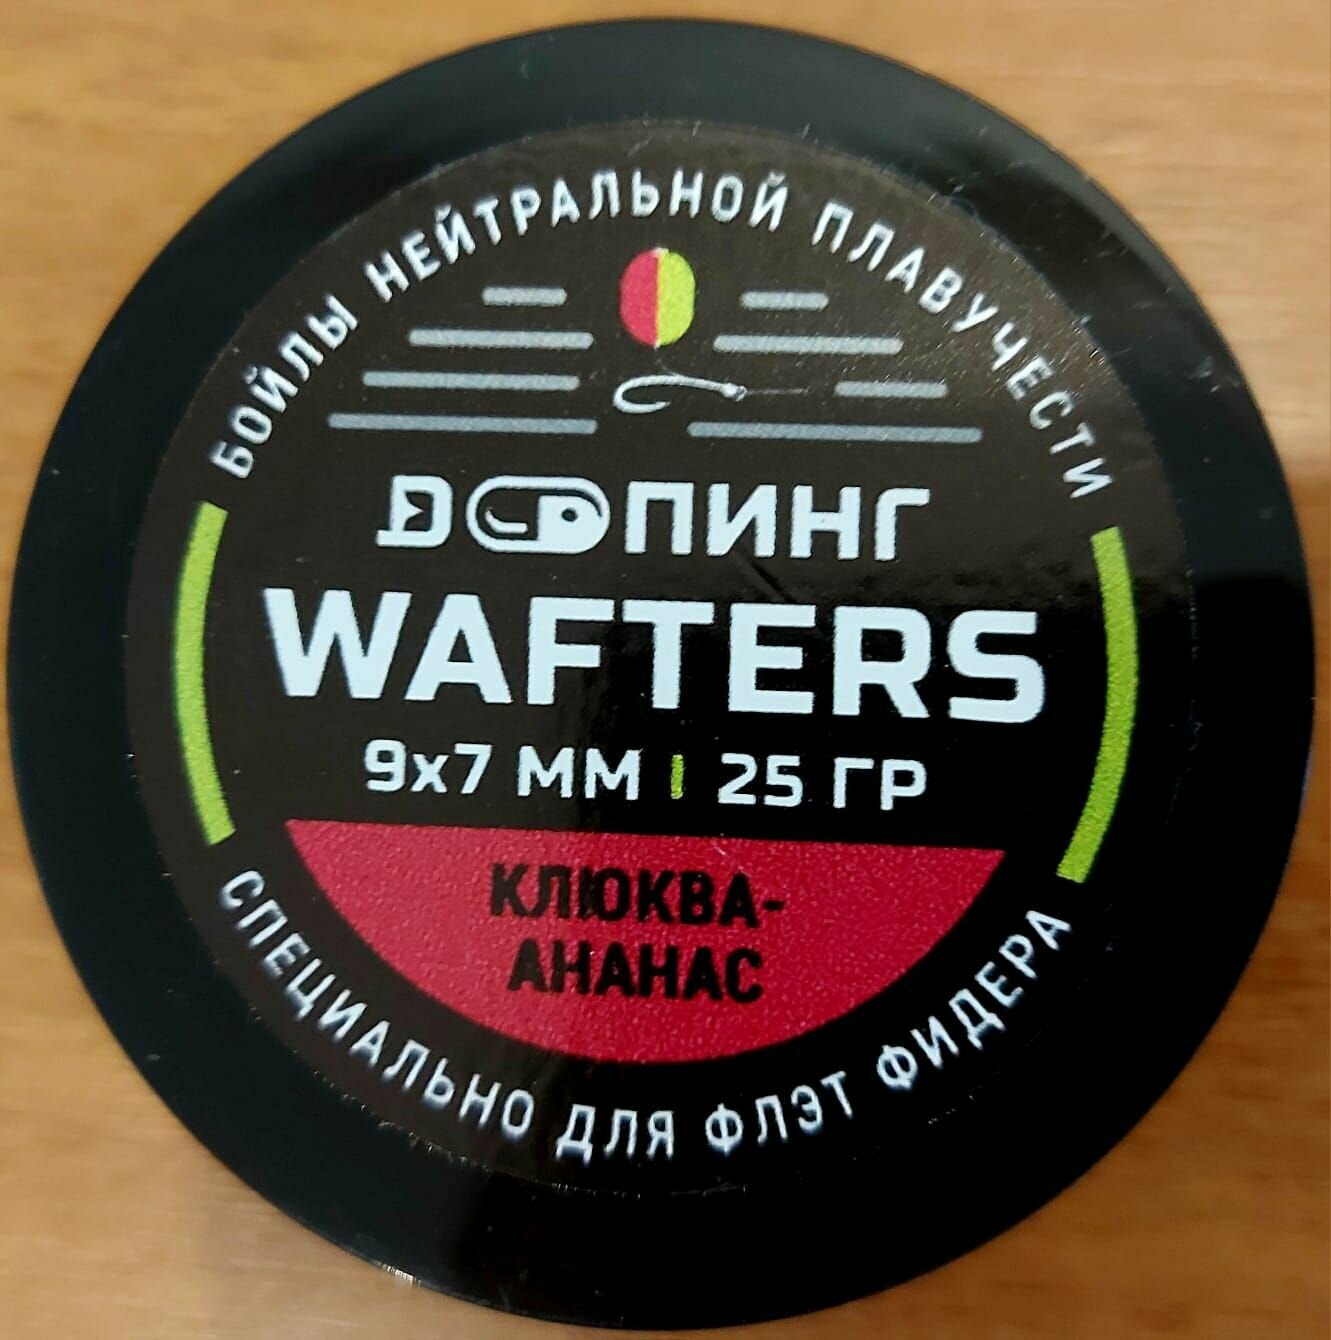 БОЙЛЫ НЕЙТРАЛЬНОЙ ПЛАВУЧЕСТИ
ДОПИНГ
WAFTERS
9x7 ММ | 25 ГР
КЛЮКВА-
АНАНАС
СПЕЦИАЛЬНО ДЛЯ ФЛЭТ ФИДЕРА